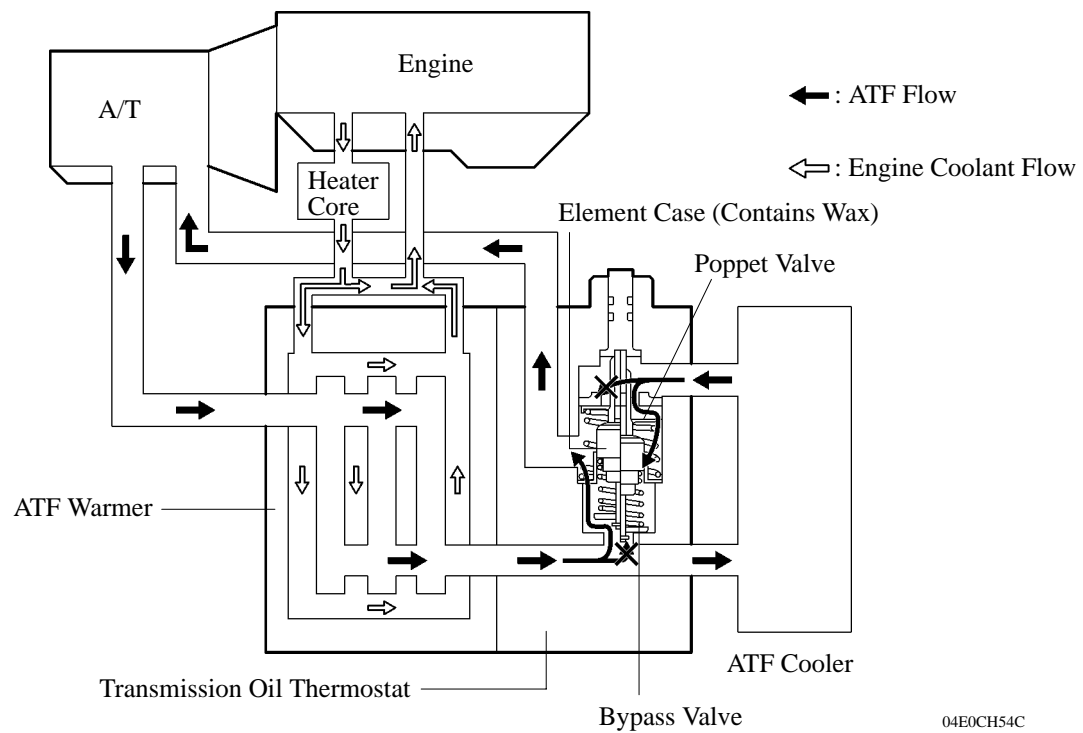 Engine
A/T
: ATF Flow
: Engine Coolant Flow
Heater
Core
Element Case (Contains Wax)
Poppet Valve
ATF Warmer
ATF Cooler
Transmission Oil Thermostat
Bypass Valve
04E0CH54C